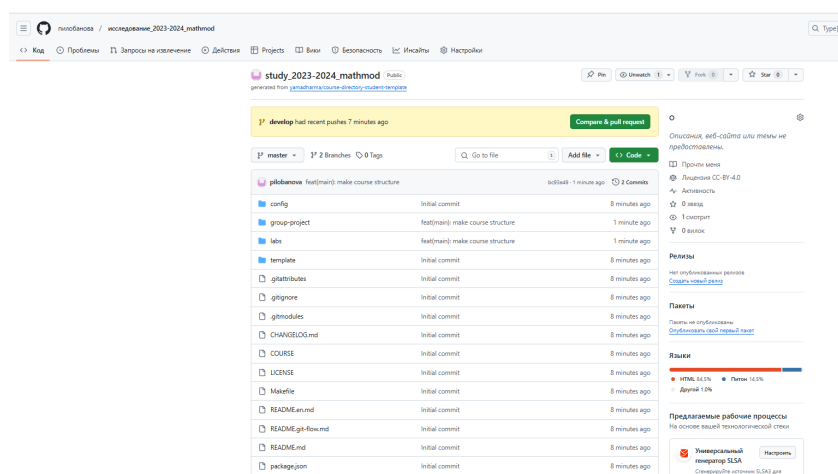 пилобанова / исследование_2023-2024_mathmod
Type
Код Проблемы Запросы на извлечение Действия Projects Вики Безопасность Инсайты Настройки
study_2023-2024_mathmod Public
Pin Unwatch 1 Fork 0 Star 0
generated from yamadharma/course-directory-student-template
develop had recent pushes 7 minutes ago Compare & pull request
master 2 Branches 0 Tags Go to file t Add file Code
pilobanova feat(main): make course structure 1 minute ago 2 Commits
config Initial commit 8 minutes ago
group-project feat(main): make course structure 1 minute ago
labs feat(main): make course structure 1 minute ago
template Initial commit 8 minutes ago
.gitattributes Initial commit 8 minutes ago
.gitignore Initial commit 8 minutes ago
.gitmodules Initial commit 8 minutes ago
CHANGELOG.md Initial commit 8 minutes ago
COURSE Initial commit 8 minutes ago
LICENSE Initial commit 8 minutes ago
Makefile Initial commit 8 minutes ago
README.en.md Initial commit 8 minutes ago
README.git-flow.md Initial commit 8 minutes ago
README.md Initial commit 8 minutes ago
package.json Initial commit 8 minutes ago
о
Описания, веб-сайта или темы не
предоставлены.
Прочти меня
Лицензия CC-BY-4.0
Активность
0 звезд
1 смотрит
0 вилок
Релизы
Нет опубликованных релизов
Создать новый релиз
Пакеты
Пакеты не опубликованы
Опубликовать свой первый пакет
Языки
HTML 84.5% Питон 14.5%
Другой 1.0%
Предлагаемые рабочие процессы
На основе вашей технологической стеки
Универсальный
генератор SLSA
Настроить
Сгенерируйте источник SLSA3 для